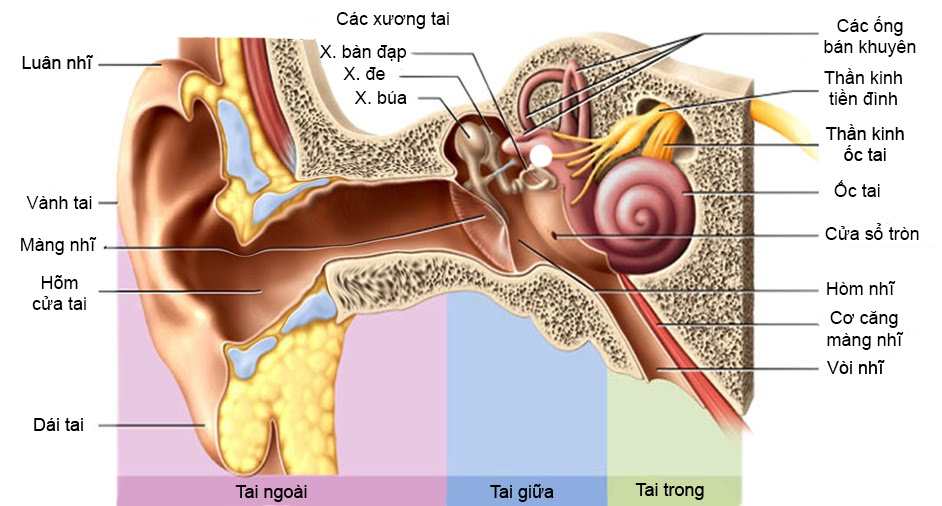 Các xương tai
X. bàn đạp
X. đe
X. búa
Luân nhĩ
Vành tai
Màng nhĩ
Hõm
cửa tai
Dái tai
Các ống
bán khuyên
Thần kinh
tiền đình
Thần kinh
ốc tai
Ốc tai
Cửa sổ tròn
Hòm nhĩ
Cơ căng
màng nhĩ
Vòi nhĩ
Tai ngoài
Tai giữa
Tai trong